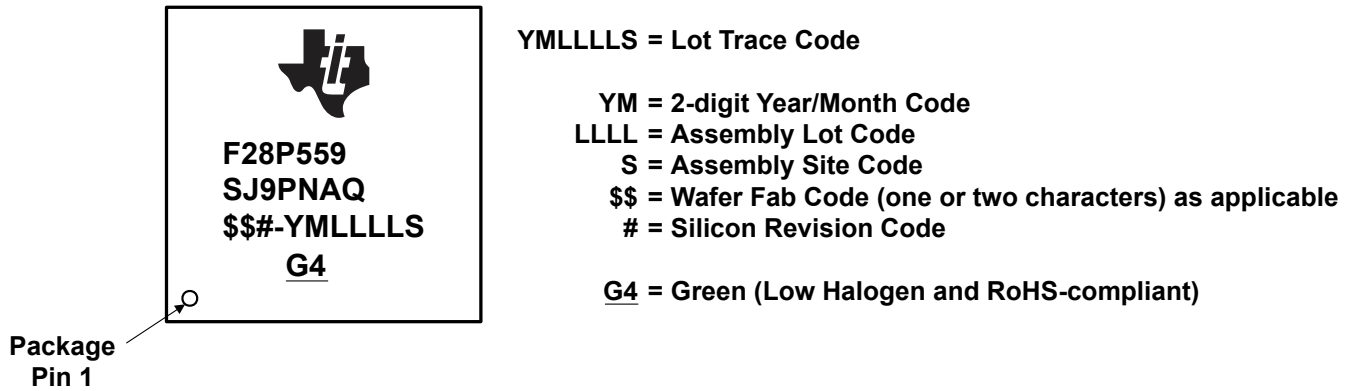 F28P559
SJ9PNAQ
$$#-YMLLLLS
G4
Package
Pin 1
YMLLLLS = Lot Trace Code
YM = 2-digit Year/Month Code
LLLL = Assembly Lot Code
S = Assembly Site Code
$$ = Wafer Fab Code (one or two characters) as applicable
# = Silicon Revision Code
G4 = Green (Low Halogen and RoHS-compliant)